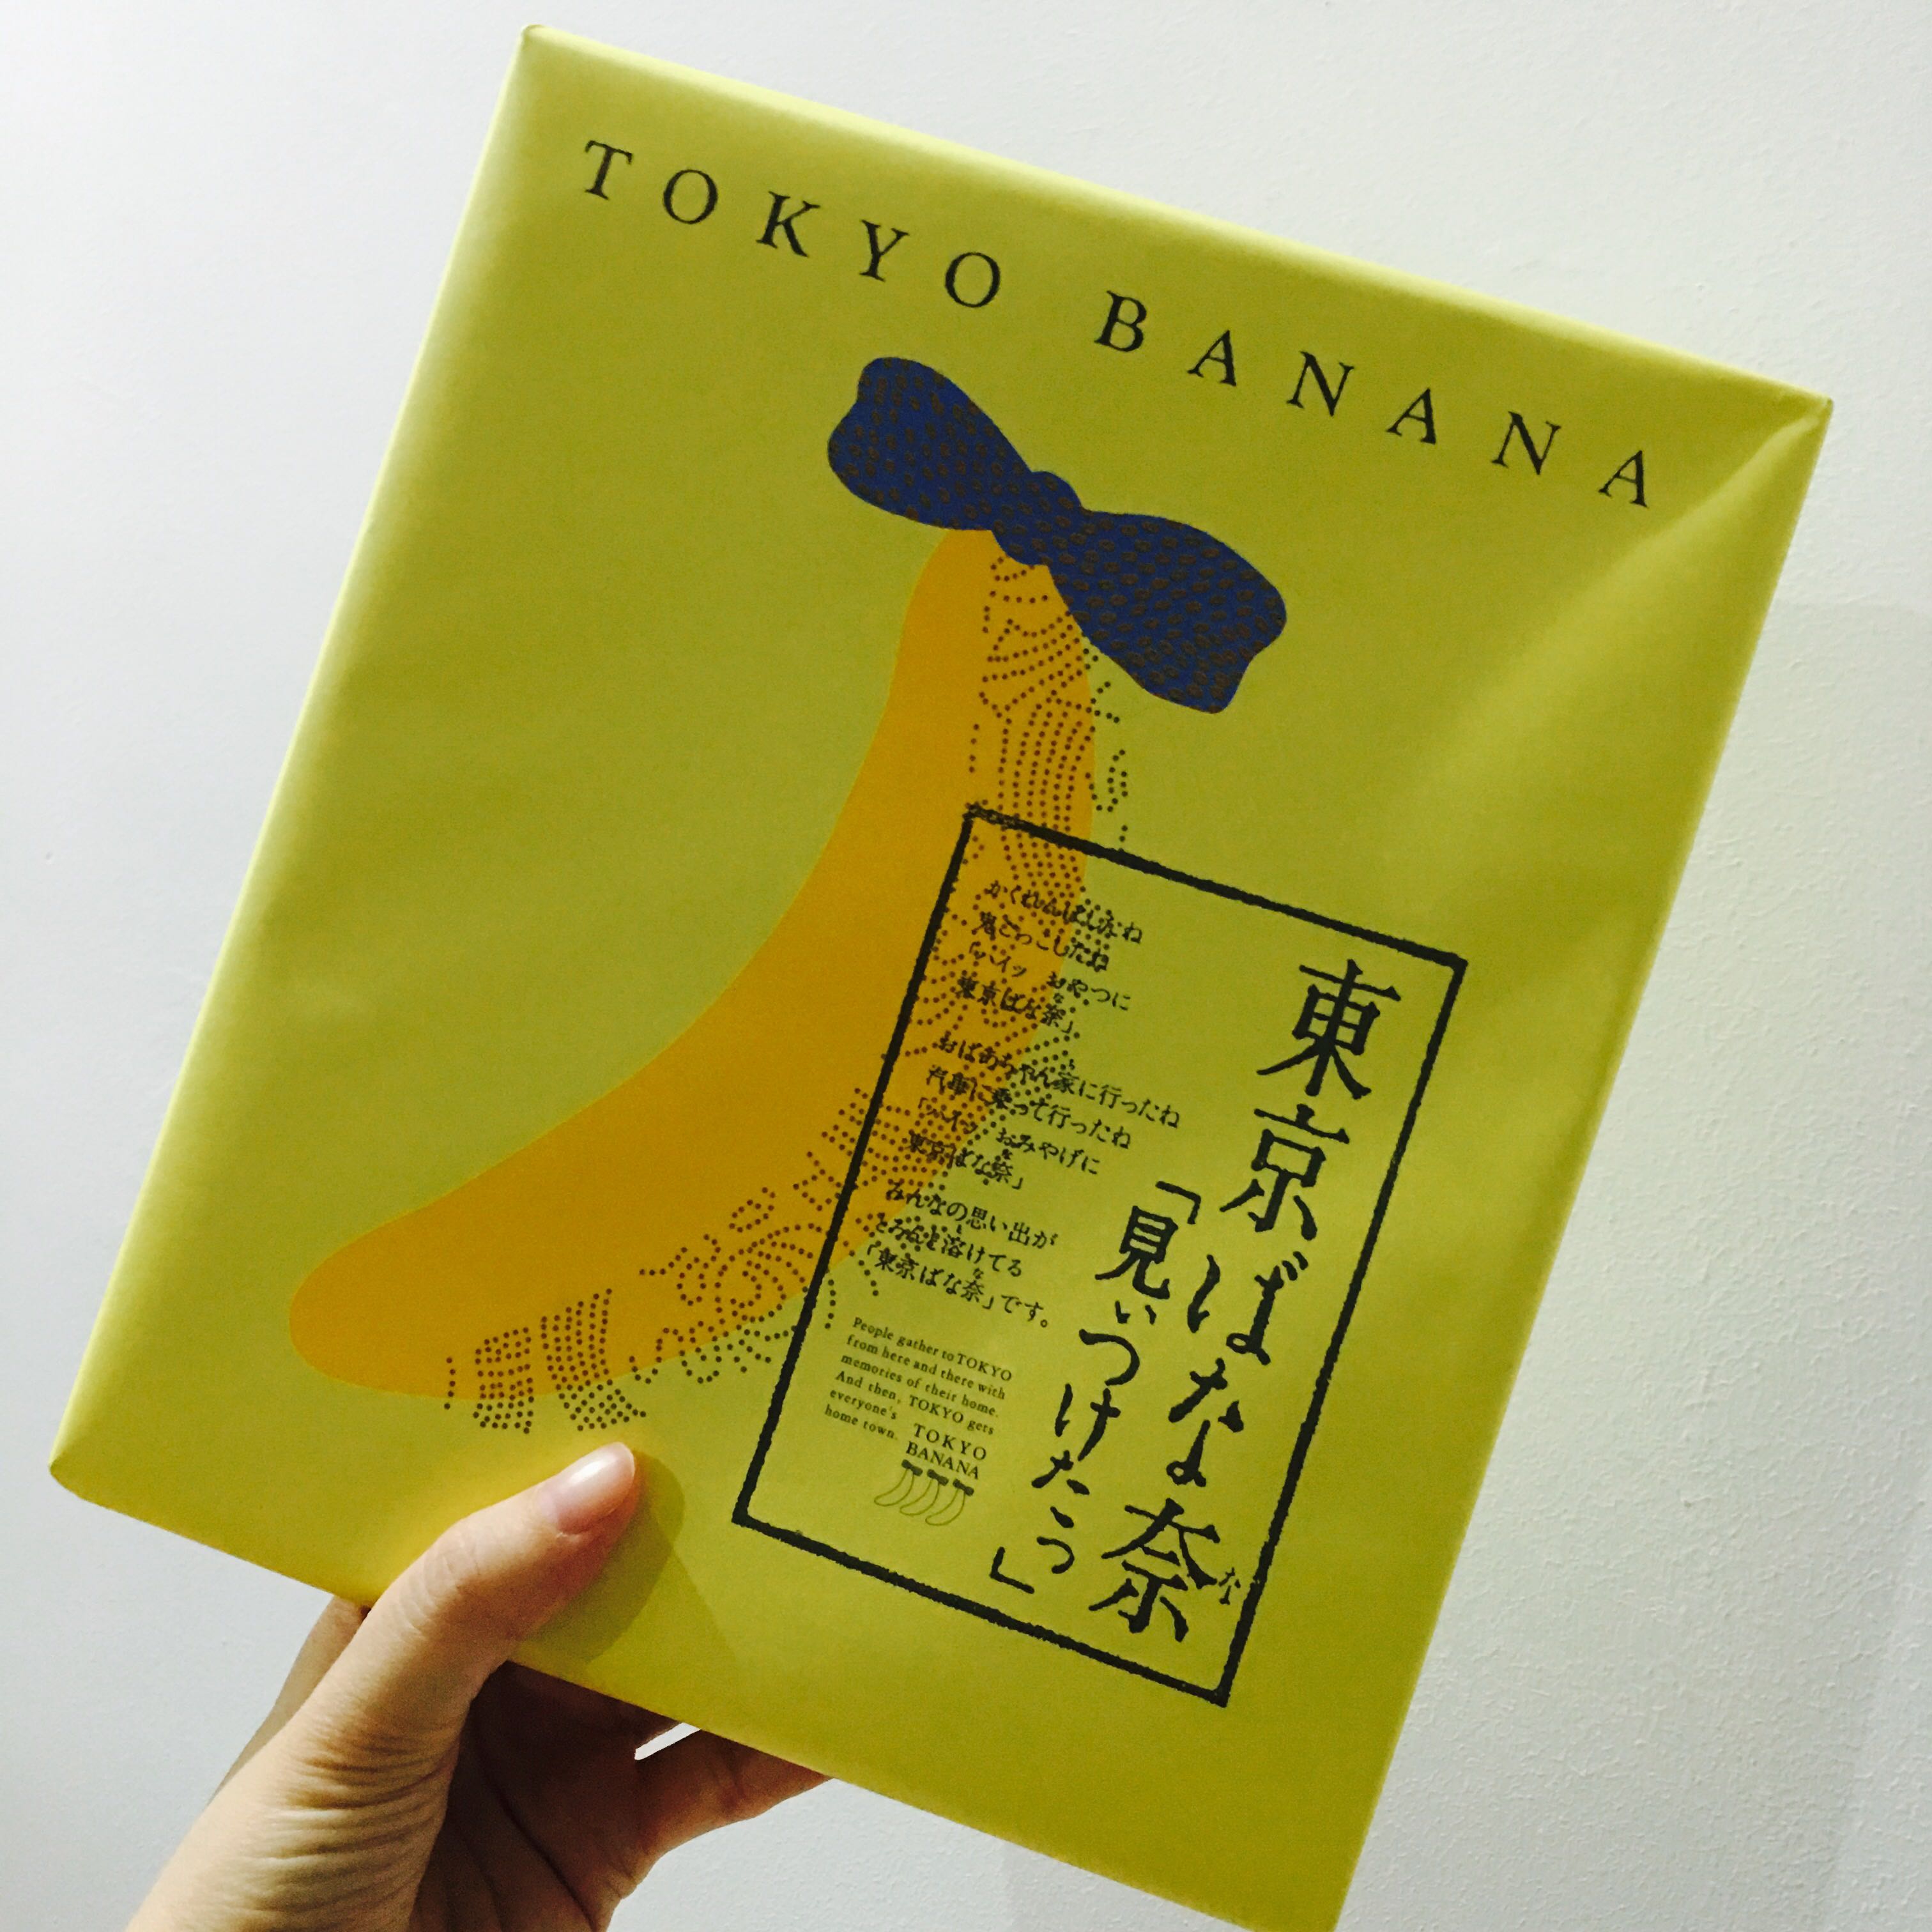 TOKYO BANANA
東京ばな奈
な
「見ぃつけたっ」
かくれんぼしたね
鬼ごっこしたね
「ハイッ おやつに
東京ばな奈」
な
おばあちゃん家に行ったね
汽車に乗って行ったね
「ハイッ おみやげに
東京ばな奈」
な
みんなの思い出が
とろんと溶けてる
「東京ばな奈」です。
な
People gather to TOKYO
from here and there with
memories of their home.
And then, TOKYO gets
everyone's
home town.
TOKYO
BANANA